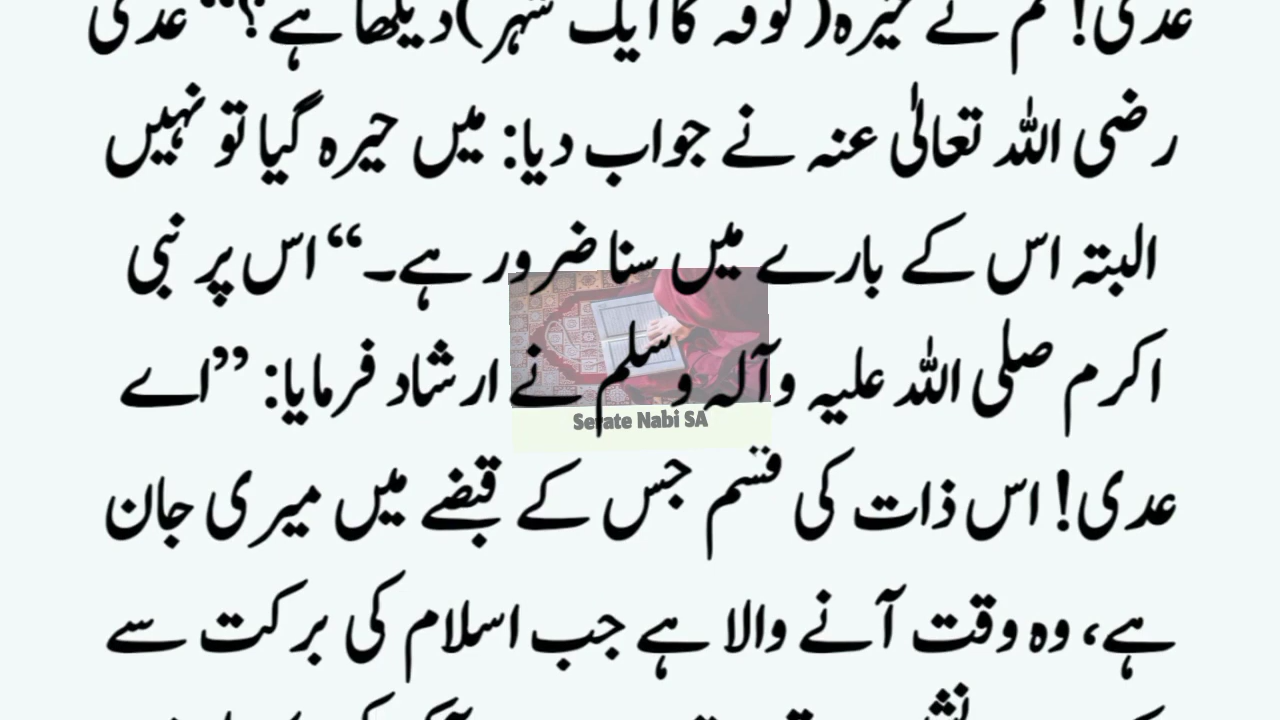 عدی! تم نے حیرہ(کوفہ کا ایک شہر)دیکھا ہے؟“ عدی
رضی اللہ تعالٰی عنہ نے جواب دیا: میں حیرہ گیا تو نہیں
البتہ اس کے بارے میں سنا ضرور ہے۔“ اس پر نبی
اکرم صلی اللہ علیہ وآلہ وسلم نے ارشاد فرمایا: ”اے
Serate Nabi SA
عدی! اس ذات کی قسم جس کے قبضے میں میری جان
ہے، وہ وقت آنے والا ہے جب اسلام کی برکت سے